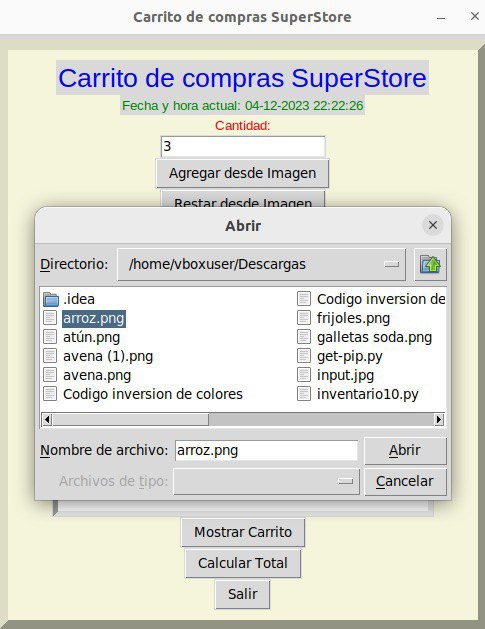 Carrito de compras SuperStore
Carrito de compras SuperStore
Fecha y hora actual: 04-12-2023 22:22:26
Cantidad:
3
Agregar desde Imagen
Restar desde Imagen
Abrir
Directorio: /home/vboxuser/Descargas
.idea
arroz.png
atún.png
avena (1).png
avena.png
Codigo inversion de colores
Codigo inversion de
frijoles.png
galletas soda.png
get-pip.py
input.jpg
inventario10.py
Nombre de archivo: arroz.png Abrir
Archivos de tipo: Cancelar
Mostrar Carrito
Calcular Total
Salir